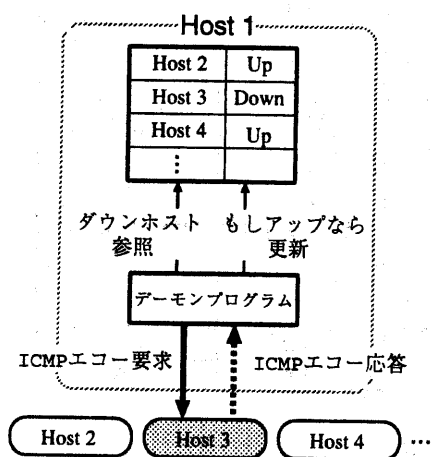 Host 1
Host 2 Up
Host 3 Down
Host 4 Up
⋮
ダウンホスト
参照
もしアップなら
更新
デーモンプログラム
ICMPエコー要求
ICMPエコー応答
Host 2
Host 3
Host 4
...